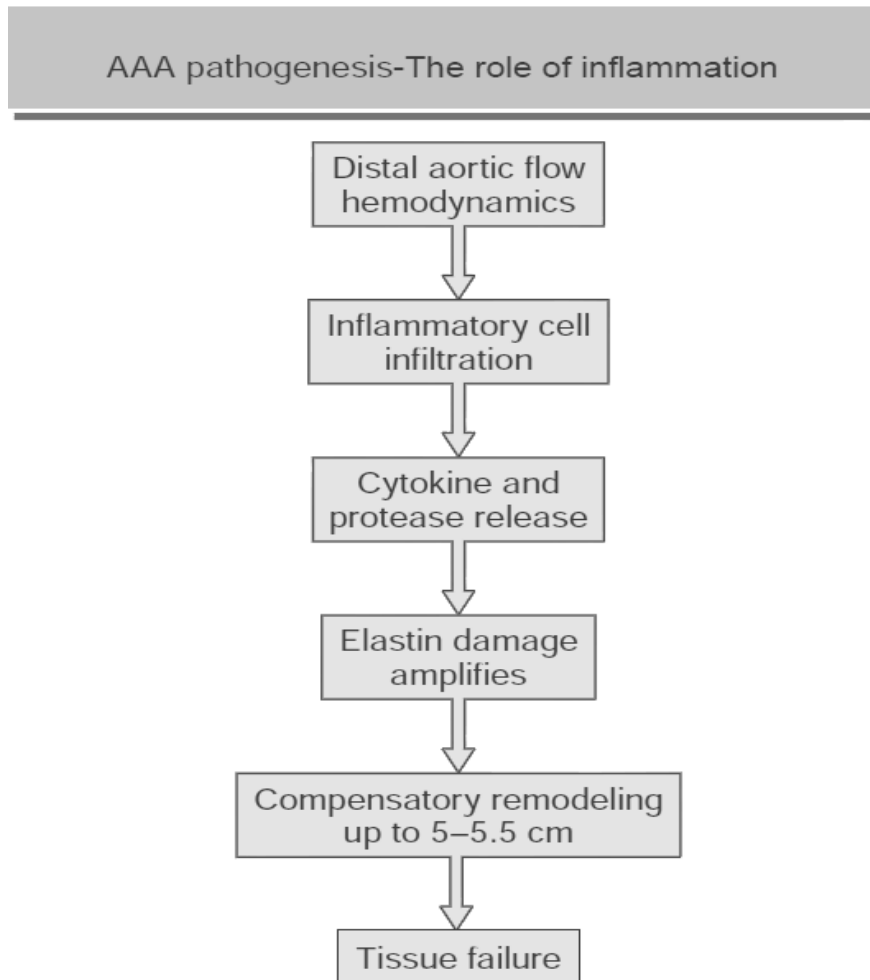 AAA pathogenesis-The role of inflammation
Distal aortic flow
hemodynamics
Inflammatory cell
infiltration
Cytokine and
protease release
Elastin damage
amplifies
Compensatory remodeling
up to 5–5.5 cm
Tissue failure